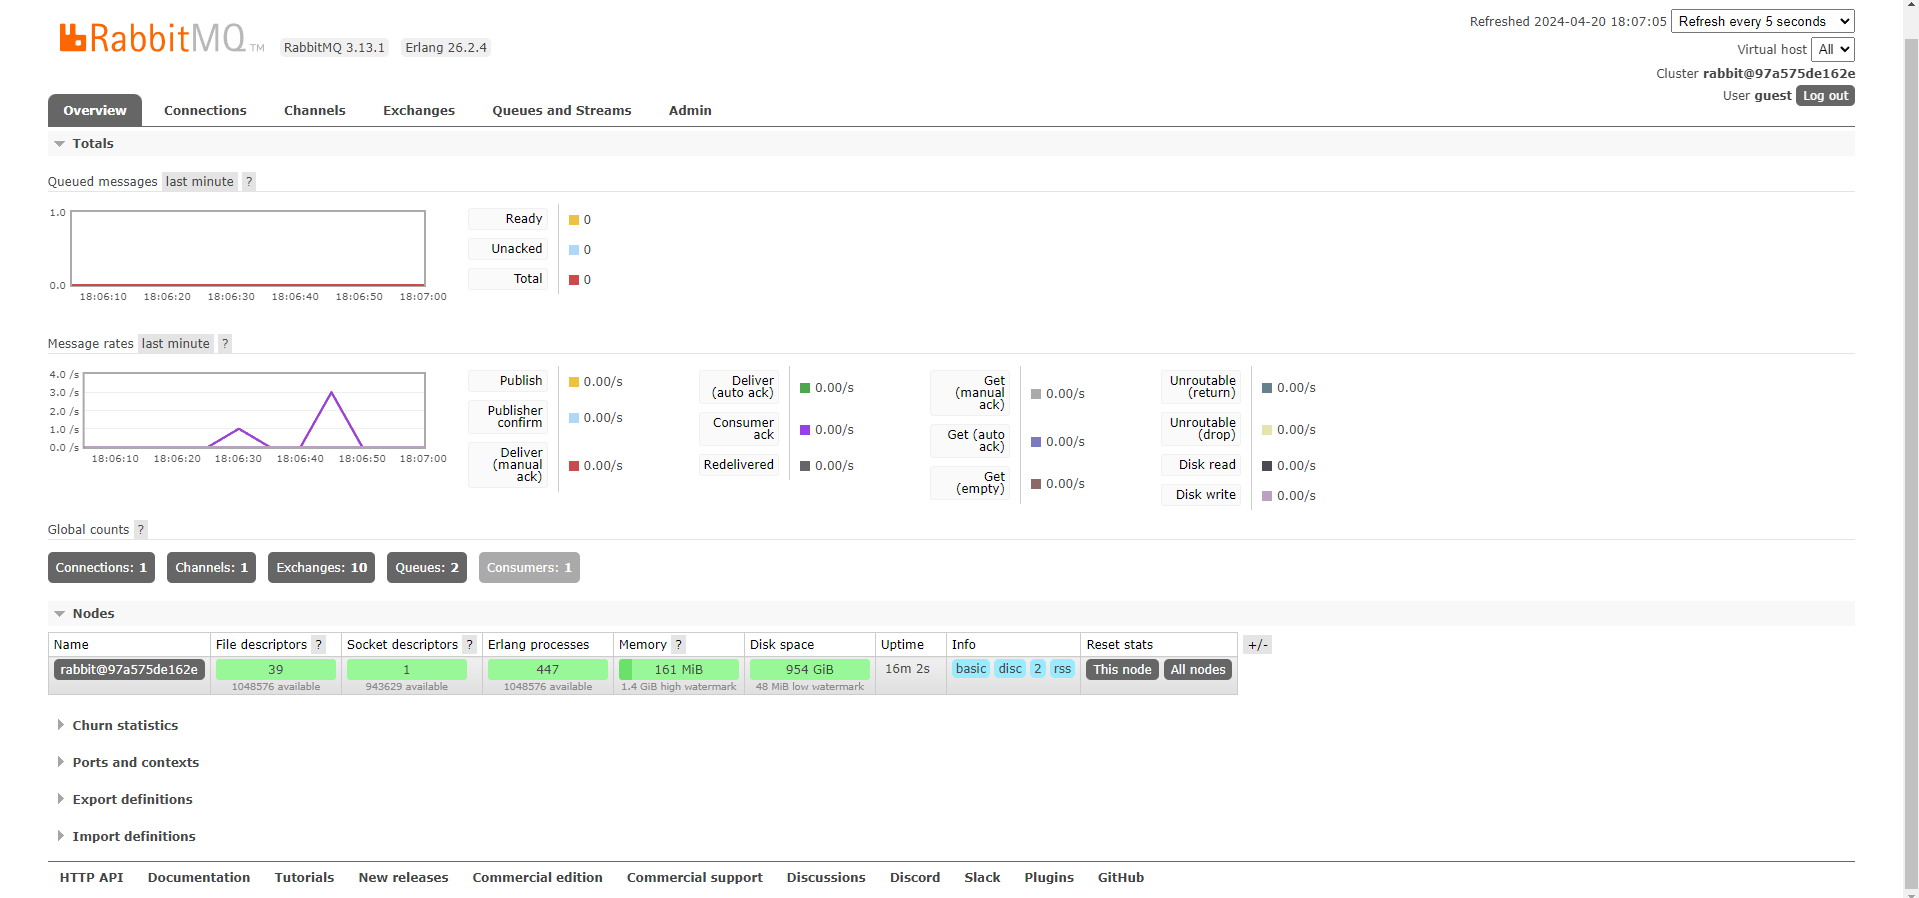 RabbitMQ TM RabbitMQ 3.13.1 Erlang 26.2.4
Refreshed 2024-04-20 18:07:05 Refresh every 5 seconds
Virtual host All
Cluster rabbit@97a575de162e
User guest Log out
Overview Connections Channels Exchanges Queues and Streams Admin
Totals
Queued messages last minute ?
1.0
0.0
18:06:10 18:06:20 18:06:30 18:06:40 18:06:50 18:07:00
Ready 0
Unacked 0
Total 0
Message rates last minute ?
4.0 /s
3.0 /s
2.0 /s
1.0 /s
0.0 /s
18:06:10 18:06:20 18:06:30 18:06:40 18:06:50 18:07:00
Publish 0.00/s
Publisher
confirm 0.00/s
Deliver
(manual
ack) 0.00/s
Deliver
(auto ack) 0.00/s
Consumer
ack 0.00/s
Redelivered 0.00/s
Get
(manual
ack) 0.00/s
Get (auto
ack) 0.00/s
Get
(empty) 0.00/s
Unroutable
(return) 0.00/s
Unroutable
(drop) 0.00/s
Disk read 0.00/s
Disk write 0.00/s
Global counts ?
Connections: 1 Channels: 1 Exchanges: 10 Queues: 2 Consumers: 1
Nodes
Name File descriptors ? Socket descriptors ? Erlang processes Memory ? Disk space Uptime Info Reset stats +/-
rabbit@97a575de162e 39 1 447 161 MiB 954 GiB 16m 2s basic disc 2 rss This node All nodes
1048576 available 943629 available 1048576 available 1.4 GiB high watermark 48 MiB low watermark
Churn statistics
Ports and contexts
Export definitions
Import definitions
HTTP API Documentation Tutorials New releases Commercial edition Commercial support Discussions Discord Slack Plugins GitHub